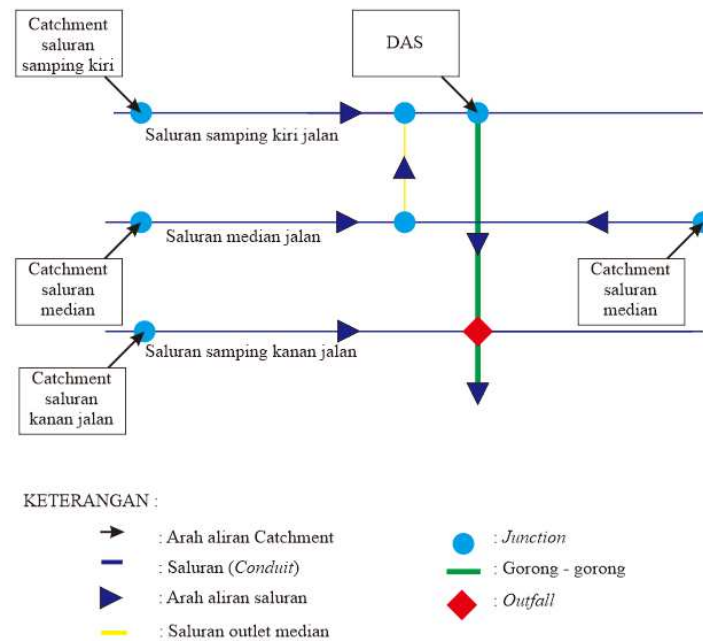 Catchment
saluran
samping kiri
DAS
Saluran samping kiri jalan
Saluran median jalan
Catchment
saluran
median
Catchment
saluran
median
Saluran samping kanan jalan
Catchment
saluran
kanan jalan
KETERANGAN :
: Arah aliran Catchment
: Saluran (Conduit)
: Arah aliran saluran
: Saluran outlet median
: Junction
: Gorong - gorong
: Outfall